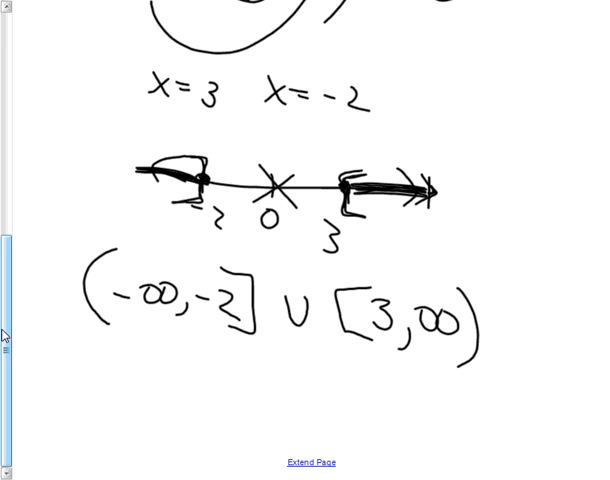 x=3 x=-2
-2 0 3
(-∞,-2] ∪ [3,∞)
Extend Page